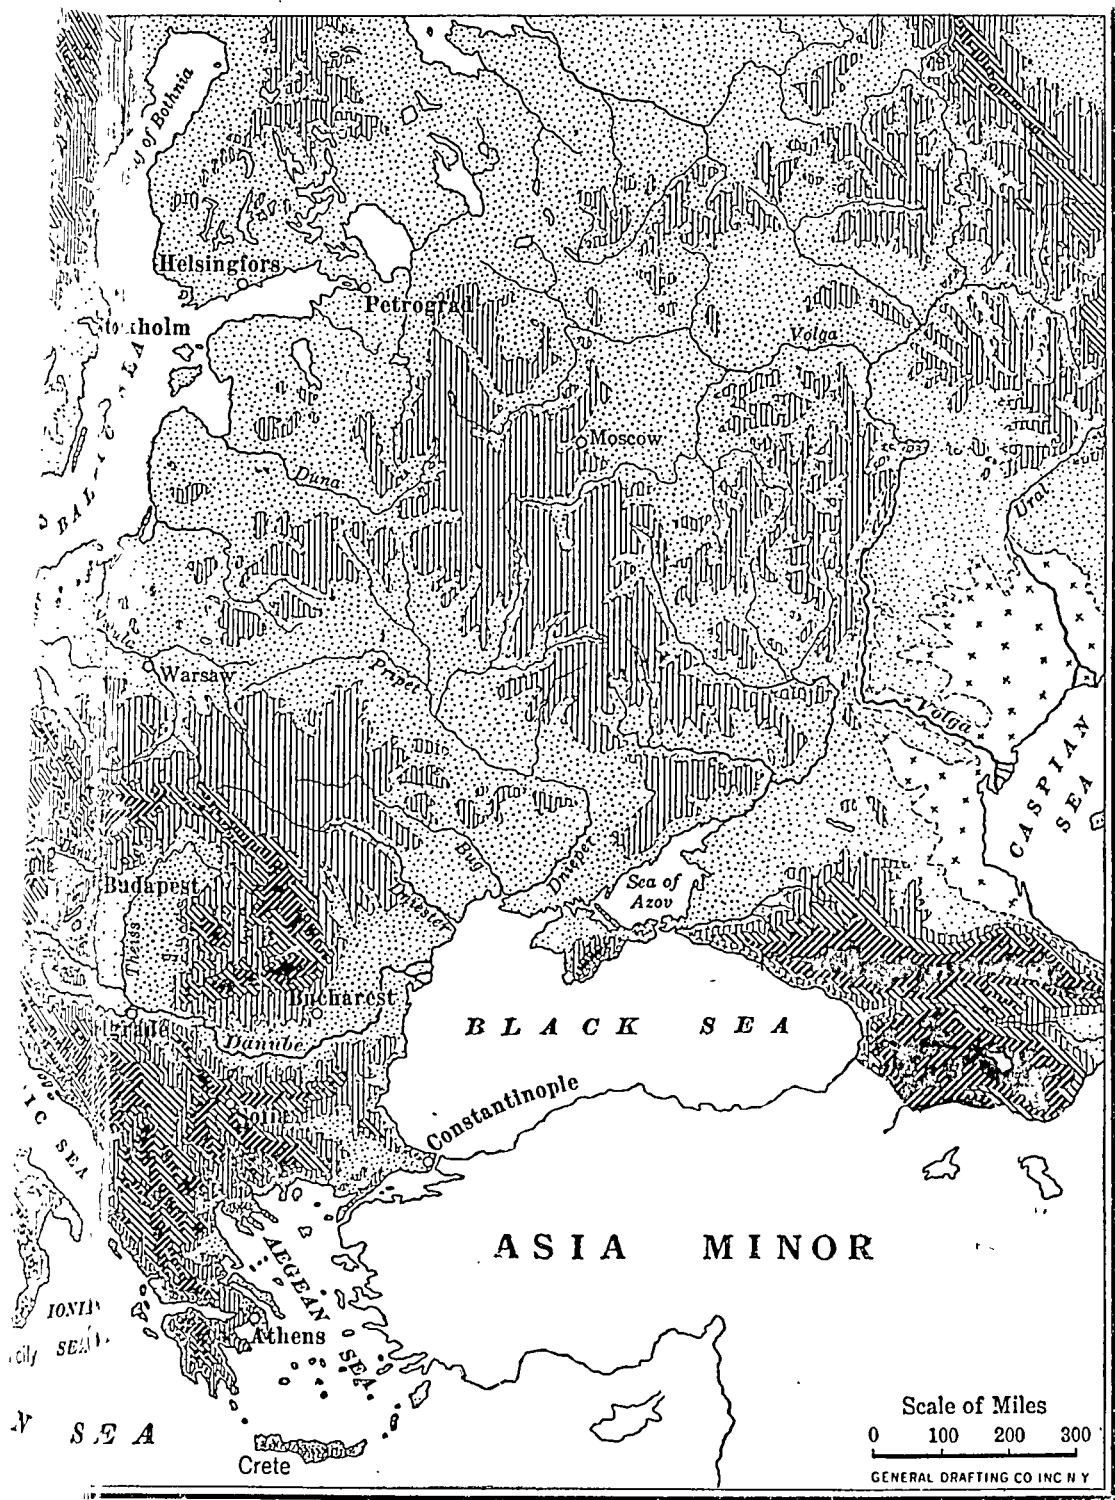 of Bothnia
Helsingfors
Petrograd
Volga
Moscow
Duna
Ural
Warsaw
Pripet
Volga
CASPIAN
SEA
Bug
Dnieper
Sea of
Azov
Budapest
Dniester
Theiss
Bucharest
BLACK SEA
Danube
Constantinople
SEA
ASIA MINOR
AEGEAN
SEA
Athens
SEA
Crete
Scale of Miles
0 100 200 300
GENERAL DRAFTING CO INC N Y